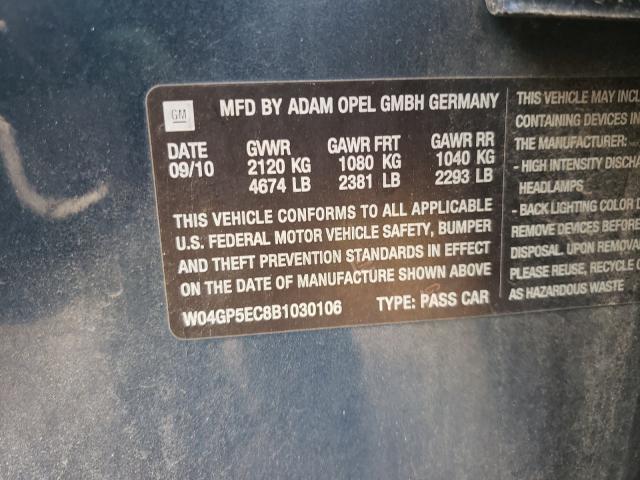 GM
MFD BY ADAM OPEL GMBH GERMANY
DATE GVWR GAWR FRT GAWR RR
09/10 2120 KG 1080 KG 1040 KG
4674 LB 2381 LB 2293 LB
THIS VEHICLE CONFORMS TO ALL APPLICABLE
U.S. FEDERAL MOTOR VEHICLE SAFETY, BUMPER
AND THEFT PREVENTION STANDARDS IN EFFECT
ON THE DATE OF MANUFACTURE SHOWN ABOVE
W04GP5EC8B1030106 TYPE: PASS CAR
THIS VEHICLE MAY INCL
CONTAINING DEVICES IN
THE MANUFACTURER:
- HIGH INTENSITY DISCHA
HEADLAMPS
- BACK LIGHTING COLOR D
REMOVE DEVICES BEFORE
DISPOSAL. UPON REMOVA
PLEASE REUSE, RECYCLE O
AS HAZARDOUS WASTE